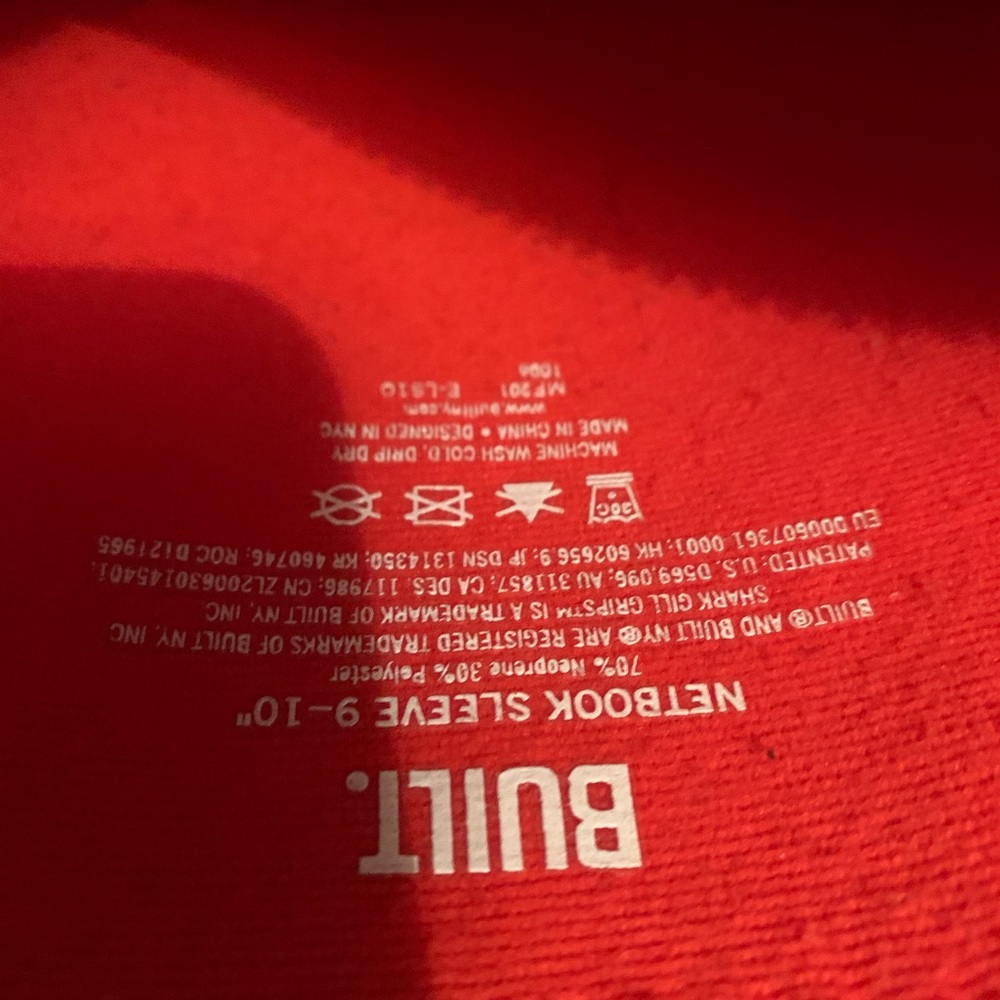 BUILT.
NETBOOK SLEEVE 9-10"
70% Neoprene 30% Polyester
BUILT® AND BUILT NY® ARE REGISTERED TRADEMARKS OF BUILT NY, INC
SHARK GILL GRIPS™ IS A TRADEMARK OF BUILT NY, INC
PATENTED: U.S. D569,096; AU 311857; CA DES. 117986; CN ZL200630145401;
EU 000607361-0001; HK 602656.9; JP DSN 1314350; KR 460746; ROC D121965
30C
MACHINE WASH COLD, DRIP DRY
MADE IN CHINA • DESIGNED IN NYC
www.builtny.com
MF201 E-LS10